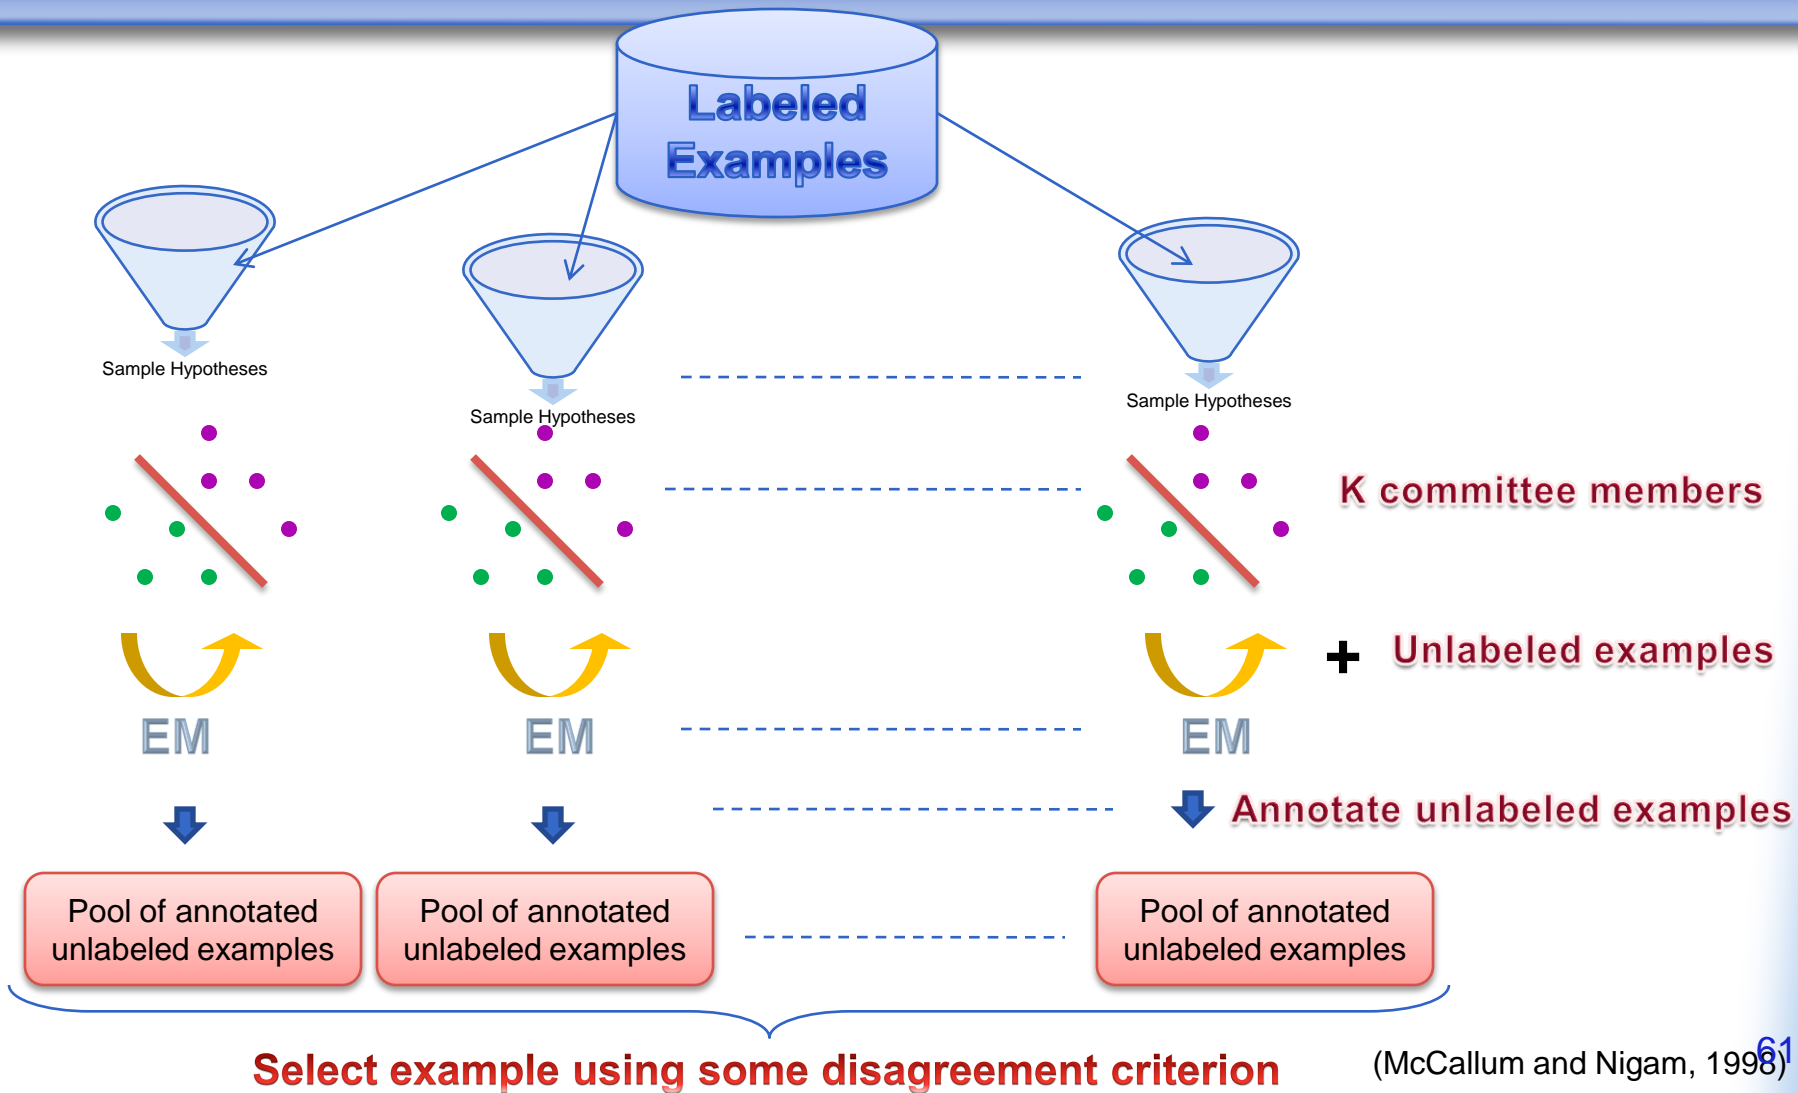 Labeled
Examples
Sample Hypotheses
Sample Hypotheses
Sample Hypotheses
K committee members
+ Unlabeled examples
EM
EM
EM
Annotate unlabeled examples
Pool of annotated
unlabeled examples
Pool of annotated
unlabeled examples
Pool of annotated
unlabeled examples
Select example using some disagreement criterion
(McCallum and Nigam, 1998)
61